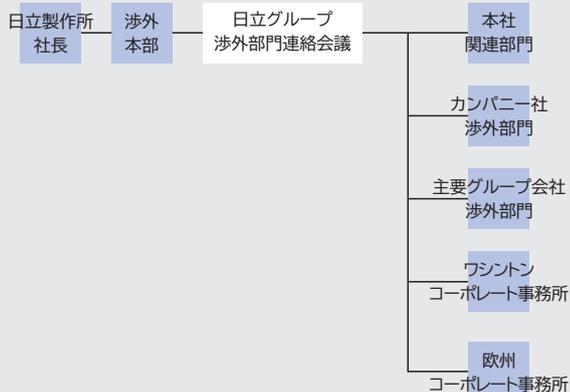 日立製作所
社長
渉外
本部
日立グループ
渉外部門連絡会議
本社
関連部門
カンパニー社
渉外部門
主要グループ会社
渉外部門
ワシントン
コーポレート事務所
欧州
コーポレート事務所